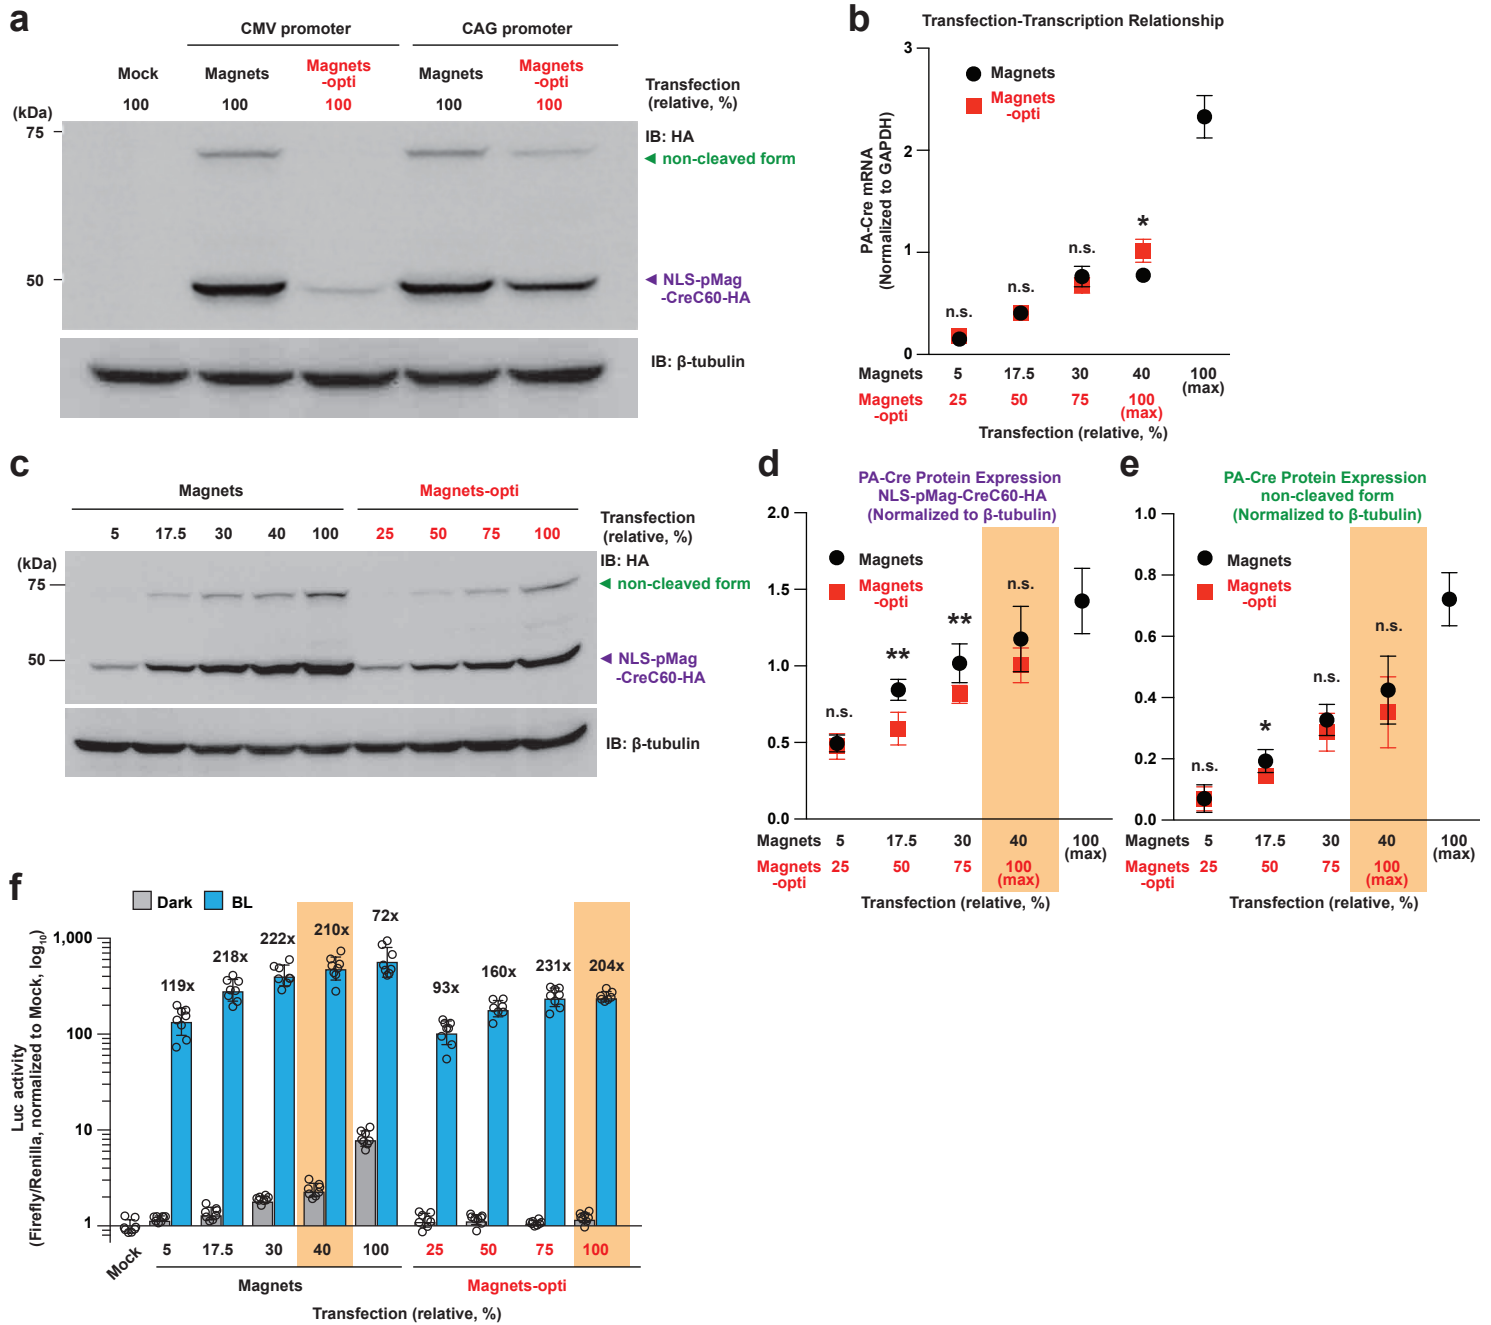 a
CMV promoter
CAG promoter
Mock
Magnets
Magnets
-opti
Magnets
Magnets
-opti
Transfection
(relative, %)
100
100
100
100
100
(kDa)
75
50
IB: HA
◄ non-cleaved form
◄ NLS-pMag
-CreC60-HA
IB: β-tubulin
b
Transfection-Transcription Relationship
PA-Cre mRNA
(Normalized to GAPDH)
3
2
1
0
Magnets
Magnets
-opti
n.s.
n.s.
n.s.
*
Magnets
5
17.5
30
40
100
(max)
Magnets
-opti
25
50
75
100
(max)
Transfection (relative, %)
c
Magnets
Magnets-opti
Transfection
(relative, %)
5
17.5
30
40
100
25
50
75
100
(kDa)
75
50
IB: HA
◄ non-cleaved form
◄ NLS-pMag
-CreC60-HA
IB: β-tubulin
d
PA-Cre Protein Expression
NLS-pMag-CreC60-HA
(Normalized to β-tubulin)
2.0
1.5
1.0
0.5
0.0
Magnets
Magnets
-opti
n.s.
**
**
n.s.
Magnets
5
17.5
30
40
100
(max)
Magnets
-opti
25
50
75
100
(max)
Transfection (relative, %)
e
PA-Cre Protein Expression
non-cleaved form
(Normalized to β-tubulin)
1.0
0.8
0.6
0.4
0.2
0.0
Magnets
Magnets
-opti
n.s.
*
n.s.
n.s.
Magnets
5
17.5
30
40
100
(max)
Magnets
-opti
25
50
75
100
(max)
Transfection (relative, %)
f
Dark
BL
Luc activity
(Firefly/Renilla, normalized to Mock, log10)
1,000
100
10
1
119x
218x
222x
210x
72x
93x
160x
231x
204x
Mock
5
17.5
30
40
100
25
50
75
100
Magnets
Magnets-opti
Transfection (relative, %)